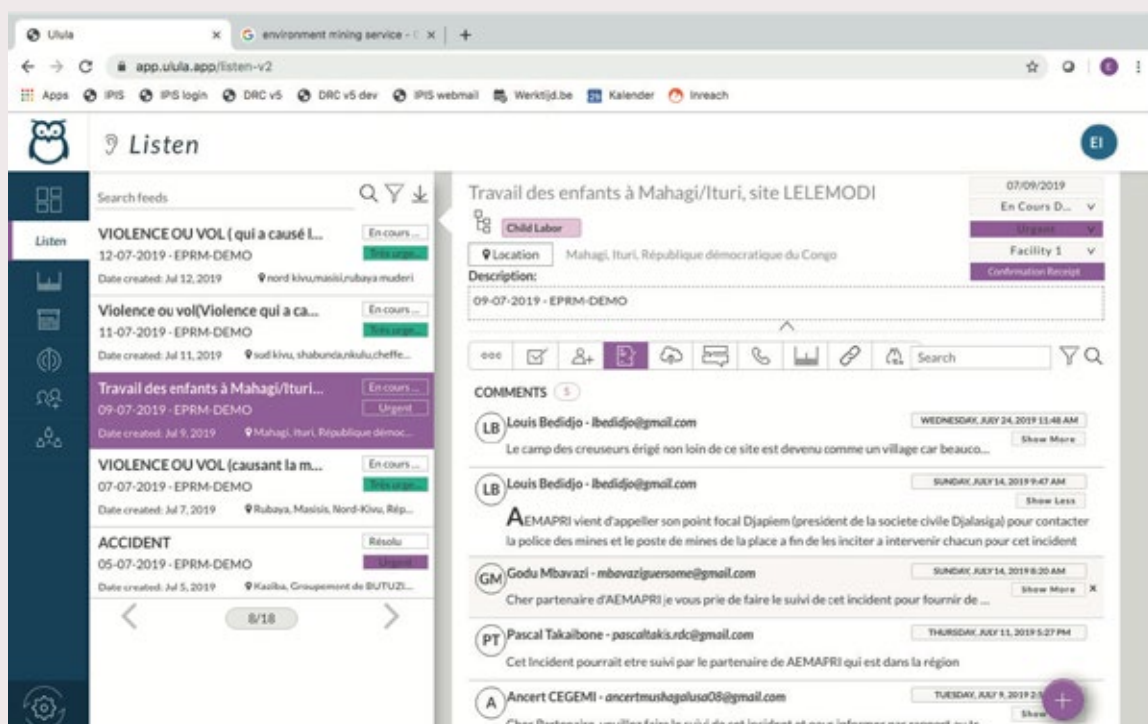 Ulula
environment mining service -
app.ulula.app/listen-v2
Apps IPIS IPIS login DRC v5 DRC v5 dev IPIS webmail Werktijd.be Kalender Inreach
Listen
EI
Listen
Search feeds
VIOLENCE OU VOL ( qui a causé l... En cours ...
12-07-2019 - EPRM-DEMO Très urge...
Date created: Jul 12, 2019 nord kivu,masisi,rubaya muderi
Violence ou vol(Violence qui a ca... En cours ...
11-07-2019 - EPRM-DEMO Très urge...
Date created: Jul 11, 2019 sud kivu, shabunda,nkulu,cheffe...
Travail des enfants à Mahagi/Ituri... En cours ...
09-07-2019 - EPRM-DEMO Urgent
Date created: Jul 9, 2019 Mahagi, Ituri, République démoc...
VIOLENCE OU VOL (causant la m... En cours ...
07-07-2019 - EPRM-DEMO Très urge...
Date created: Jul 7, 2019 Rubaya, Masisis, Nord-Kivu, Rép...
ACCIDENT Résolu
05-07-2019 - EPRM-DEMO Urgent
Date created: Jul 5, 2019 Kaziba, Groupement de BUTUZI...
8/18
Travail des enfants à Mahagi/Ituri, site LELEMODI
Child Labor
Location Mahagi, Ituri, République démocratique du Congo
07/09/2019
En Cours D...
Urgent
Facility 1
Confirmation Receipt
Description:
09-07-2019 - EPRM-DEMO
Search
COMMENTS 5
LB Louis Bedidjo - lbedidjo@gmail.com WEDNESDAY, JULY 24, 2019 11:48 AM
Show More
Le camp des creuseurs érigé non loin de ce site est devenu comme un village car beauco...
LB Louis Bedidjo - lbedidjo@gmail.com SUNDAY, JULY 14, 2019 9:47 AM
Show Less
AEMAPRI vient d'appeller son point focal Djapiem (president de la societe civile Djalasiga) pour contacter
la police des mines et le poste de mines de la place a fin de les inciter a intervenir chacun pour cet incident
GM Godu Mbavazi - mbavaziguersome@gmail.com SUNDAY, JULY 14, 2019 8:20 AM
Show More X
Cher partenaire d'AEMAPRI je vous prie de faire le suivi de cet incident pour fournir de ...
PT Pascal Takaibone - pascaltakis.rdc@gmail.com THURSDAY, JULY 11, 2019 5:27 PM
Cet Incident pourrait etre suivi par le partenaire de AEMAPRI qui est dans la région
A Ancert CEGEMI - ancertmushagalusa08@gmail.com TUESDAY, JULY 9, 2019
Show